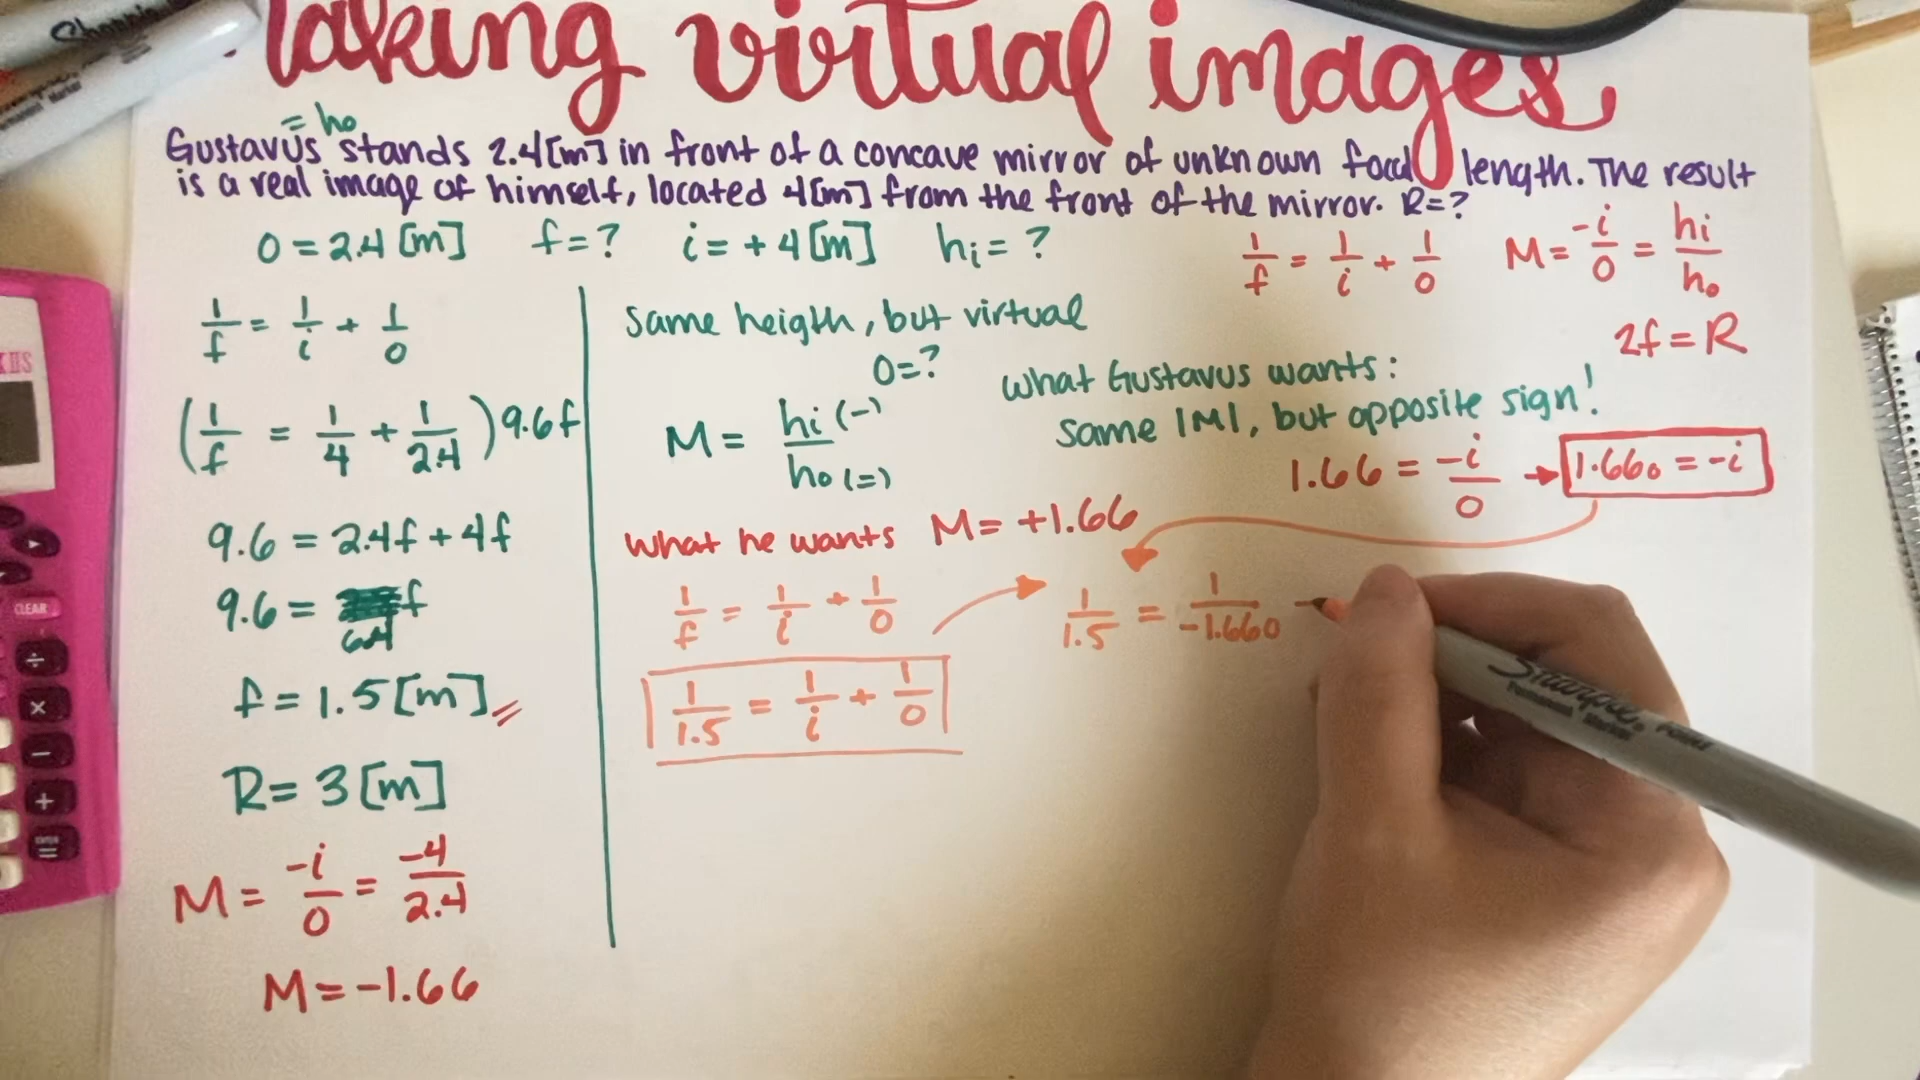 Taking virtual images
= ho
Gustavus stands 2.4[m] in front of a concave mirror of unknown focal length. The result
is a real image of himself, located 4[m] from the front of the mirror. R=?
o = 2.4 [m] f = ? i = +4[m] hi = ?
1/f = 1/i + 1/o M = -i/o = hi/ho
2f = R
1/f = 1/i + 1/o
(1/f = 1/4 + 1/2.4) 9.6f
9.6 = 2.4f + 4f
9.6 = 6.4 f
f = 1.5 [m]
R = 3 [m]
M = -i/o = -4/2.4
M = -1.66
Same heigth, but virtual
o = ?
M = hi (-)/ho (=)
What he wants M = +1.66
1/f = 1/i + 1/o
1/1.5 = 1/i + 1/o
What Gustavus wants:
Same |M|, but opposite sign!
1.66 = -i/o → 1.66o = -i
1/1.5 = 1/-1.66o
Sharpie
CLEAR
÷
×
-
+
=